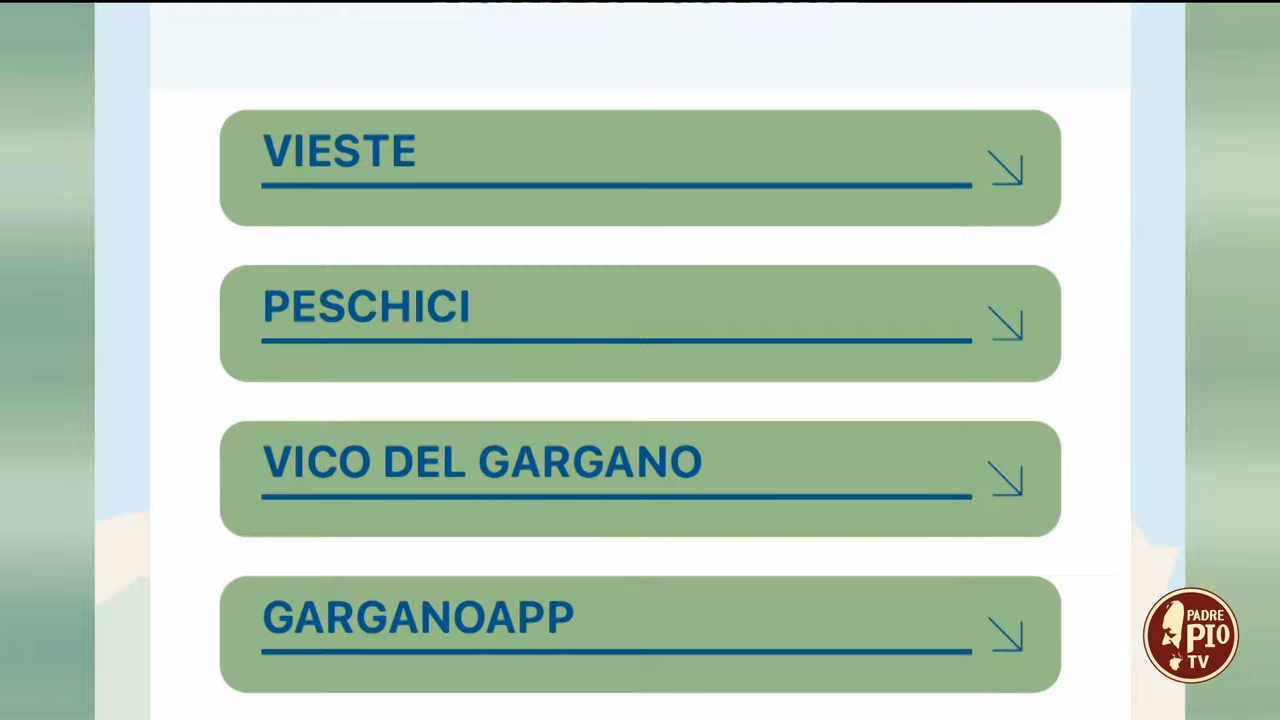 VIESTE
PESCHICI
VICO DEL GARGANO
GARGANOAPP
PADRE
PIO
TV